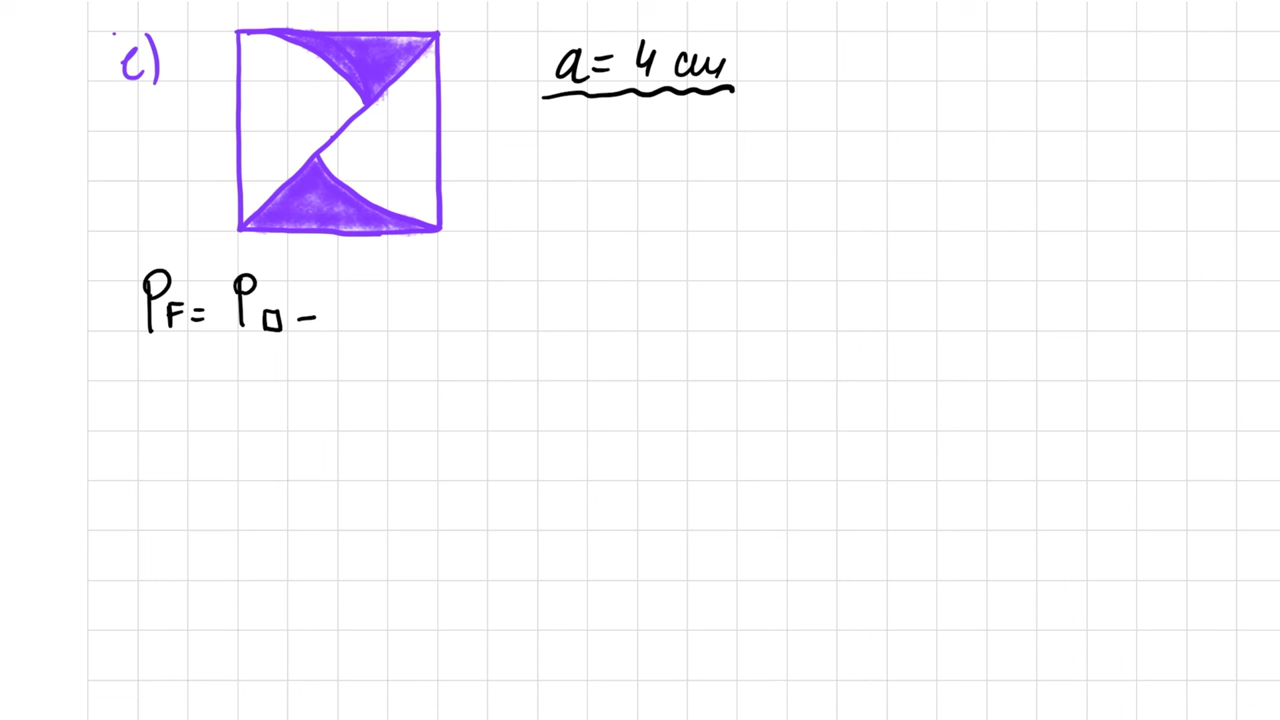 c)
a = 4 cm
P_F = P_□ -